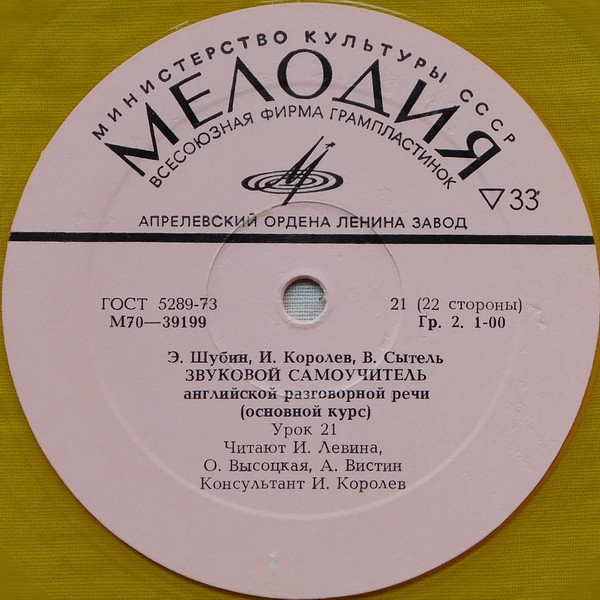 МИНИСТЕРСТВО КУЛЬТУРЫ СССР
МЕЛОДИЯ
ВСЕСОЮЗНАЯ ФИРМА ГРАМПЛАСТИНОК
33
АПРЕЛЕВСКИЙ ОРДЕНА ЛЕНИНА ЗАВОД
ГОСТ 5289-73 21 (22 стороны)
М70—39199 Гр. 2. 1-00
Э. Шубин, И. Королев, В. Сытель
ЗВУКОВОЙ САМОУЧИТЕЛЬ
английской разговорной речи
(основной курс)
Урок 21
Читают И. Левина,
О. Высоцкая, А. Вистин
Консультант И. Королев